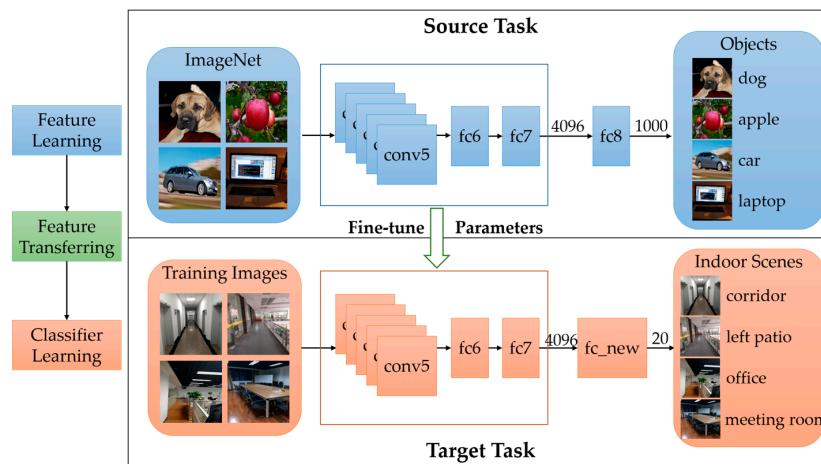 Source Task
ImageNet
Objects
dog
apple
car
laptop
Feature
Learning
conv5
fc6
fc7
4096
fc8
1000
Feature
Transferring
Fine-tune
Parameters
Training Images
Indoor Scenes
corridor
left patio
office
meeting room
Classifier
Learning
conv5
fc6
fc7
4096
fc_new
20
Target Task